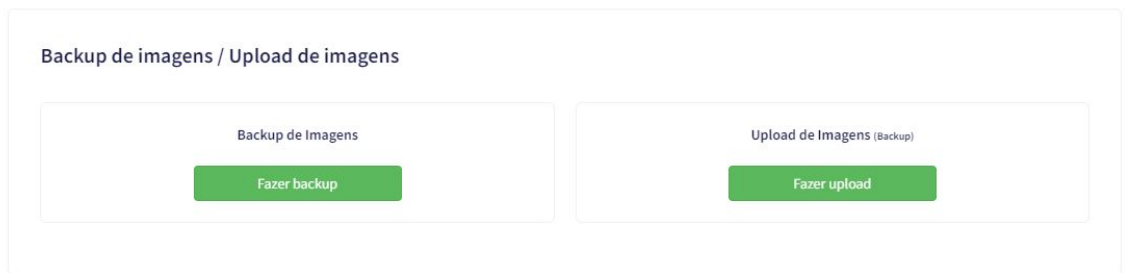 Backup de imagens / Upload de imagens
Backup de Imagens
Fazer backup
Upload de Imagens (Backup)
Fazer upload